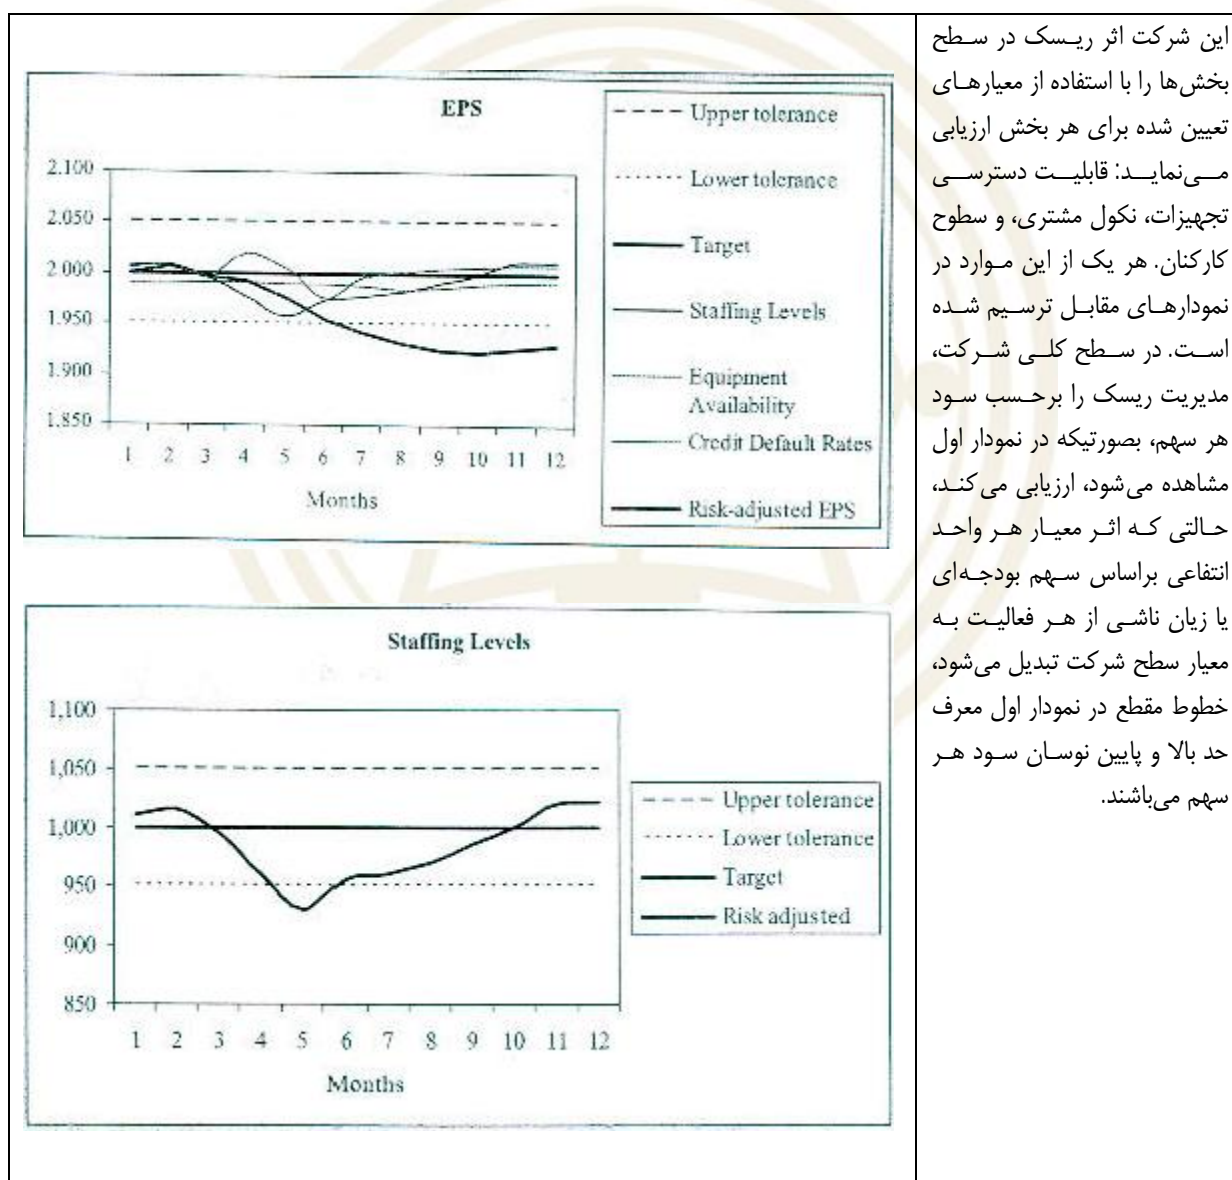 این شرکت اثر ریسک در سطح
بخش‌ها را با استفاده از معیارهای
تعیین شده برای هر بخش ارزیابی
می‌نماید: قابلیت دسترسی
تجهیزات، نکول مشتری، و سطوح
کارکنان. هر یک از این موارد در
نمودارهای مقابل ترسیم شده
است. در سطح کلی شرکت،
مدیریت ریسک را برحسب سود
هر سهم، بصورتیکه در نمودار اول
مشاهده می‌شود، ارزیابی می‌کند،
حالتی که اثر معیار هر واحد
انتفاعی براساس سهم بودجه‌ای
یا زیان ناشی از هر فعالیت به
معیار سطح شرکت تبدیل می‌شود،
خطوط مقطع در نمودار اول معرف
حد بالا و پایین نوسان سود هر
سهم می‌باشند.
EPS
2.100
2.050
2.000
1.950
1.900
1.850
1 2 3 4 5 6 7 8 9 10 11 12
Months
Upper tolerance
Lower tolerance
Target
Staffing Levels
Equipment
Availability
Credit Default Rates
Risk-adjusted EPS
Staffing Levels
1,100
1,050
1,000
950
900
850
1 2 3 4 5 6 7 8 9 10 11 12
Months
Upper tolerance
Lower tolerance
Target
Risk adjusted